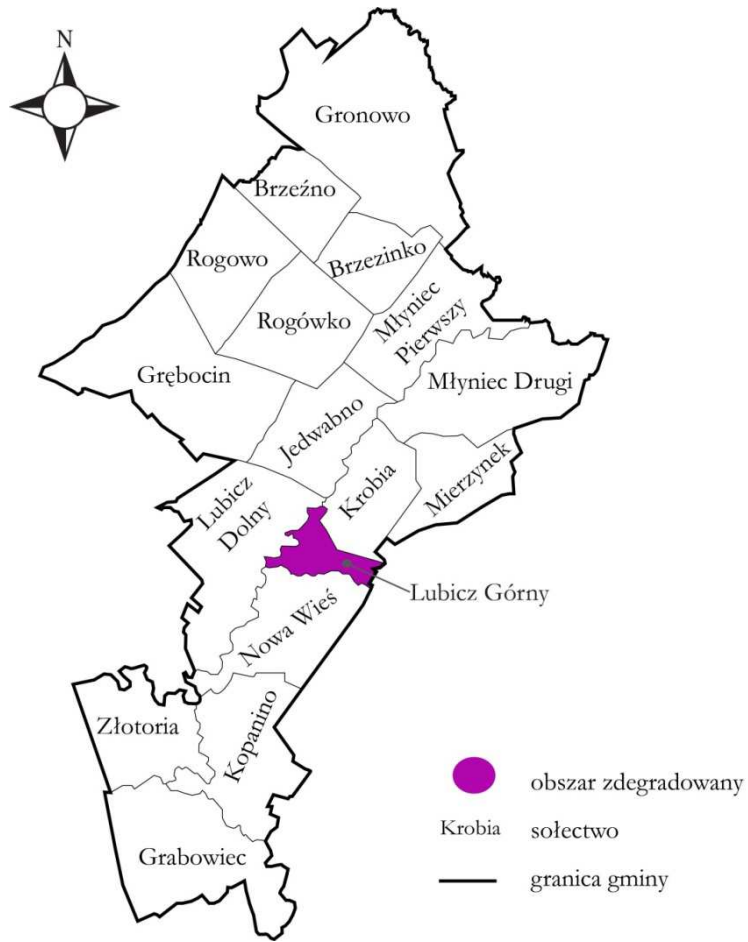 N
Gronowo
Brzeźno
Rogowo
Brzezinko
Rogówko
Młyniec
Pierwszy
Grębocin
Młyniec Drugi
Jedwabno
Krobia
Mierzynek
Lubicz
Dolny
Lubicz Górny
Nowa Wieś
Złotoria
Kopanino
Grabowiec
obszar zdegradowany
Krobia sołectwo
granica gminy